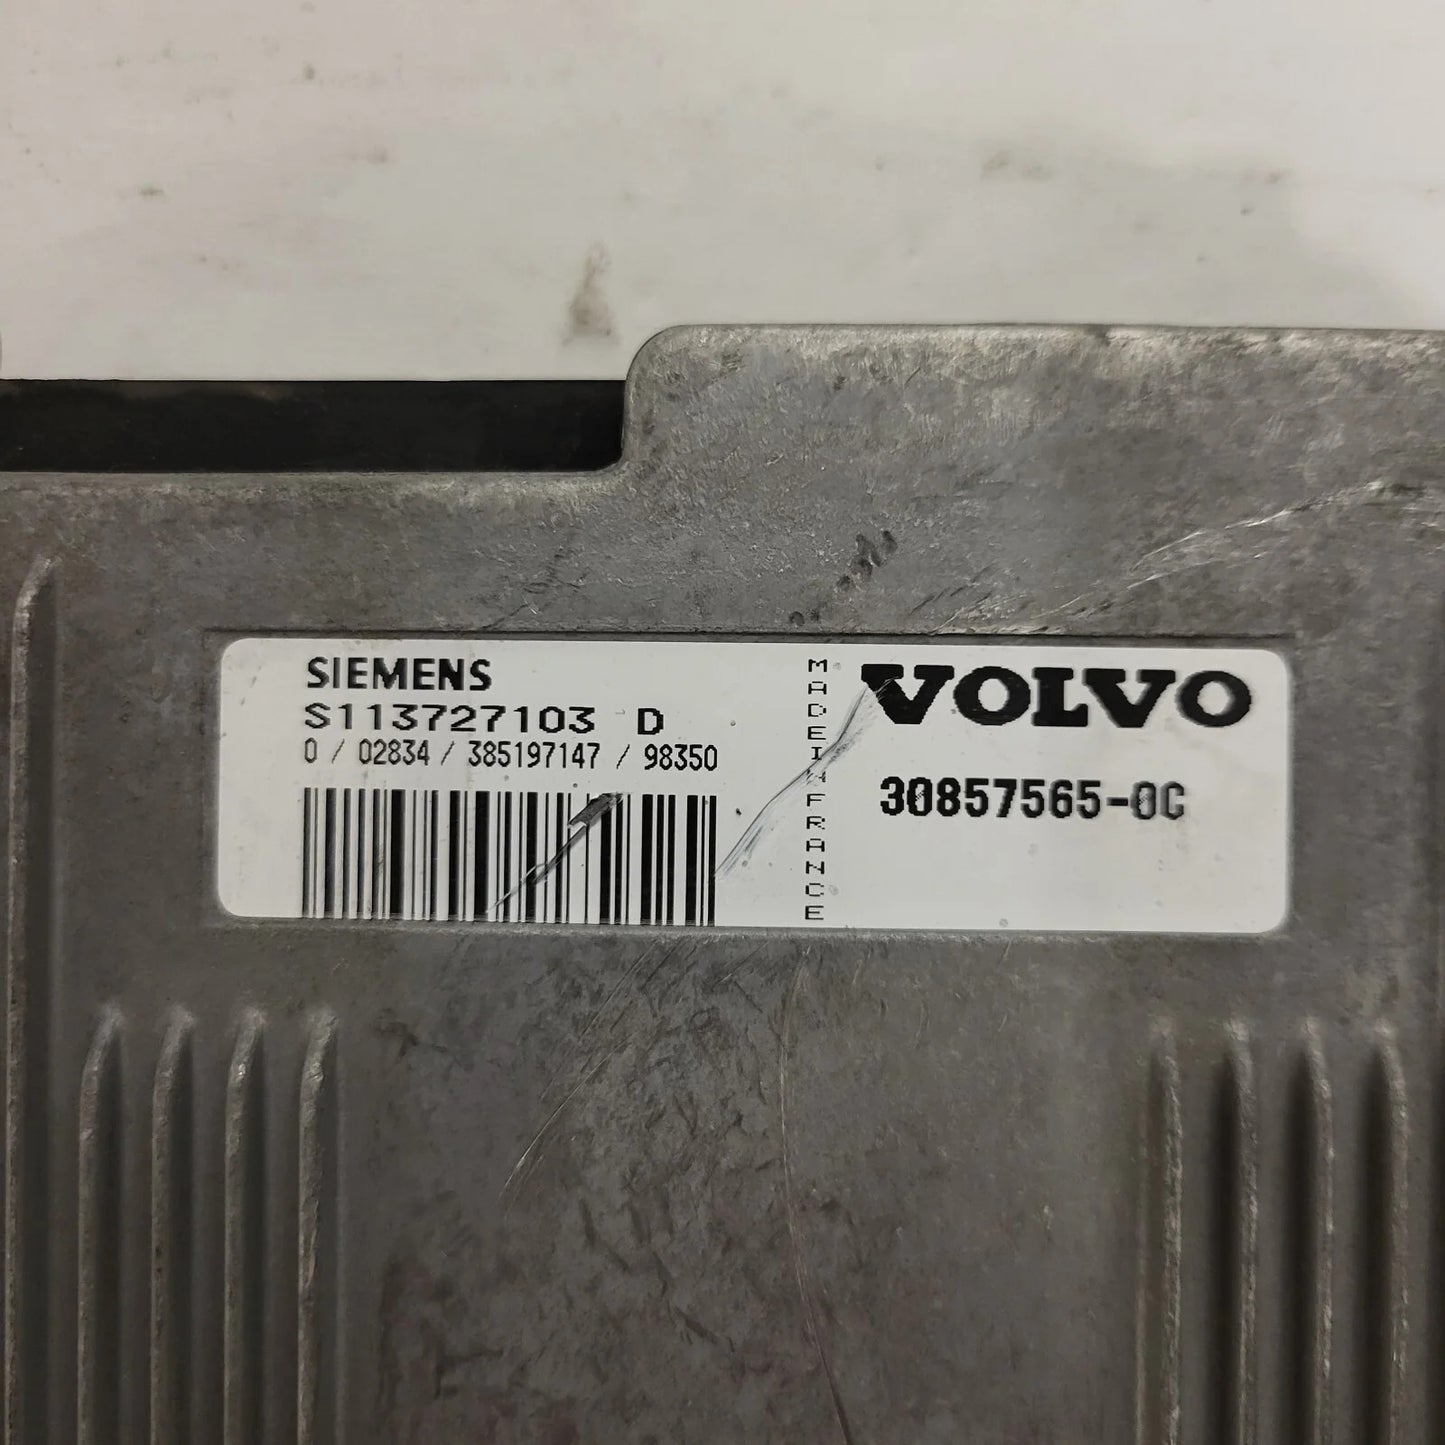 SIEMENS
S113727103 D
0 / 02834 / 385197147 / 98350
MADE IN FRANCE
VOLVO
30857565-0C